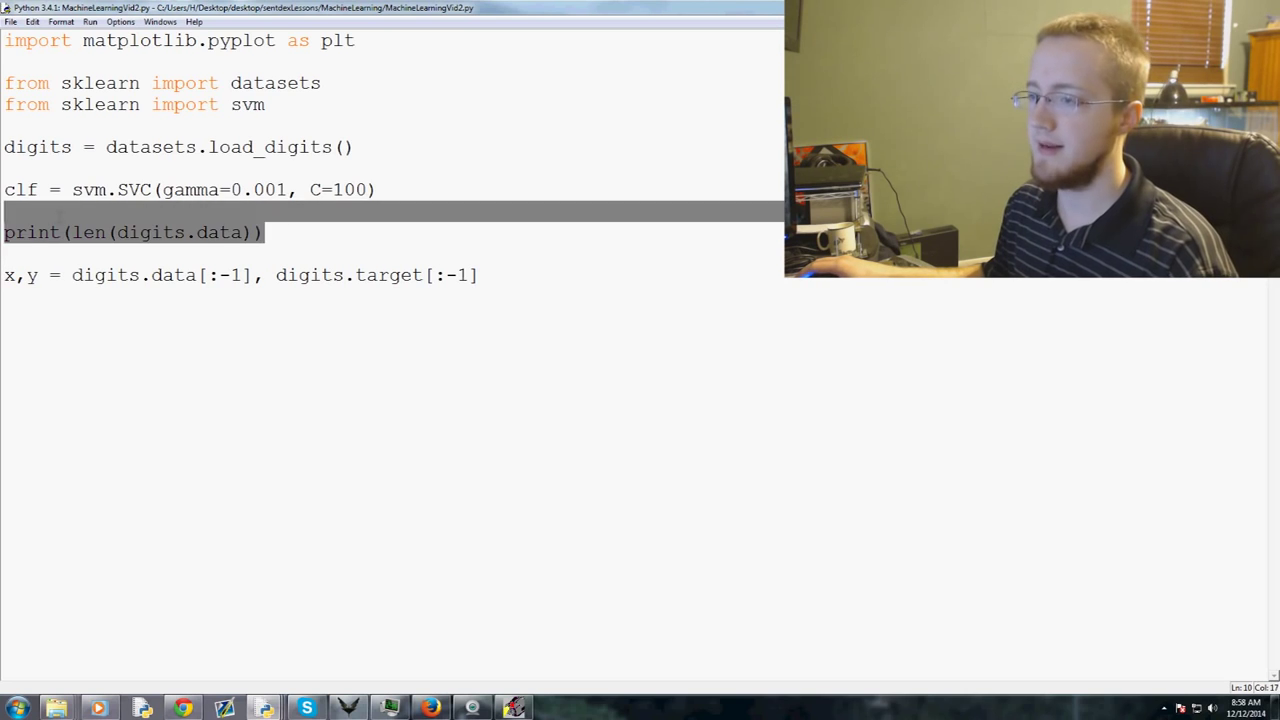 Python 3.4.1: MachineLearningVid2.py - C:/Users/H/Desktop/desktop/sentdexLessons/MachineLearning/MachineLearningVid2.py
File Edit Format Run Options Windows Help
import matplotlib.pyplot as plt
from sklearn import datasets
from sklearn import svm
digits = datasets.load_digits()
clf = svm.SVC(gamma=0.001, C=100)
print(len(digits.data))
x,y = digits.data[:-1], digits.target[:-1]
Ln: 10 Col: 17
8:58 AM
12/12/2014